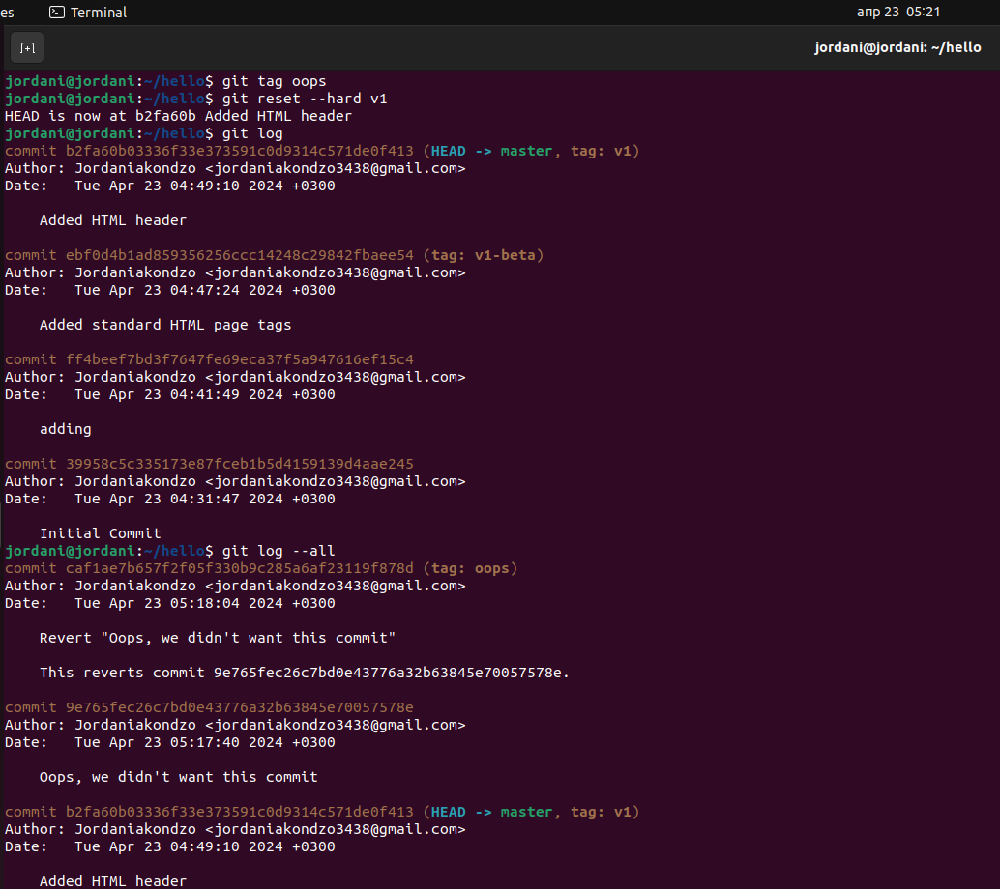 es Terminal апр 23 05:21
jordani@jordani: ~/hello
jordani@jordani:~/hello$ git tag oops
jordani@jordani:~/hello$ git reset --hard v1
HEAD is now at b2fa60b Added HTML header
jordani@jordani:~/hello$ git log
commit b2fa60b03336f33e373591c0d9314c571de0f413 (HEAD -> master, tag: v1)
Author: Jordaniakondzo <jordaniakondzo3438@gmail.com>
Date:   Tue Apr 23 04:49:10 2024 +0300
    Added HTML header
commit ebf0d4b1ad859356256ccc14248c29842fbaee54 (tag: v1-beta)
Author: Jordaniakondzo <jordaniakondzo3438@gmail.com>
Date:   Tue Apr 23 04:47:24 2024 +0300
    Added standard HTML page tags
commit ff4beef7bd3f7647fe69eca37f5a947616ef15c4
Author: Jordaniakondzo <jordaniakondzo3438@gmail.com>
Date:   Tue Apr 23 04:41:49 2024 +0300
    adding
commit 39958c5c335173e87fceb1b5d4159139d4aae245
Author: Jordaniakondzo <jordaniakondzo3438@gmail.com>
Date:   Tue Apr 23 04:31:47 2024 +0300
    Initial Commit
jordani@jordani:~/hello$ git log --all
commit caf1ae7b657f2f05f330b9c285a6af23119f878d (tag: oops)
Author: Jordaniakondzo <jordaniakondzo3438@gmail.com>
Date:   Tue Apr 23 05:18:04 2024 +0300
    Revert "Oops, we didn't want this commit"
    This reverts commit 9e765fec26c7bd0e43776a32b63845e70057578e.
commit 9e765fec26c7bd0e43776a32b63845e70057578e
Author: Jordaniakondzo <jordaniakondzo3438@gmail.com>
Date:   Tue Apr 23 05:17:40 2024 +0300
    Oops, we didn't want this commit
commit b2fa60b03336f33e373591c0d9314c571de0f413 (HEAD -> master, tag: v1)
Author: Jordaniakondzo <jordaniakondzo3438@gmail.com>
Date:   Tue Apr 23 04:49:10 2024 +0300
    Added HTML header